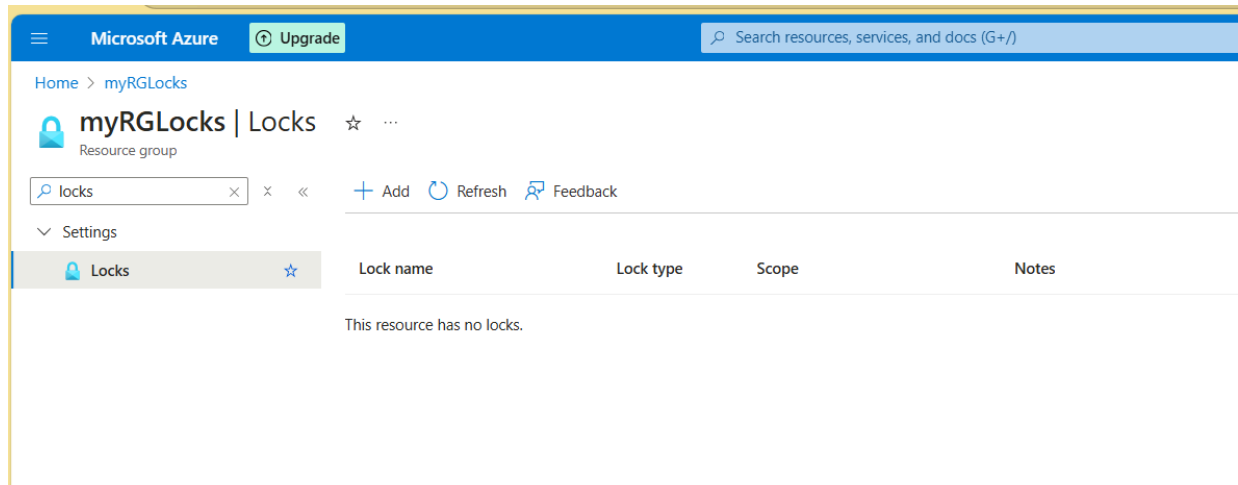 Microsoft Azure Upgrade Search resources, services, and docs (G+/)
Home > myRGLocks
myRGLocks | Locks ...
Resource group
locks
Add Refresh Feedback
Settings
Locks
Lock name Lock type Scope Notes
This resource has no locks.